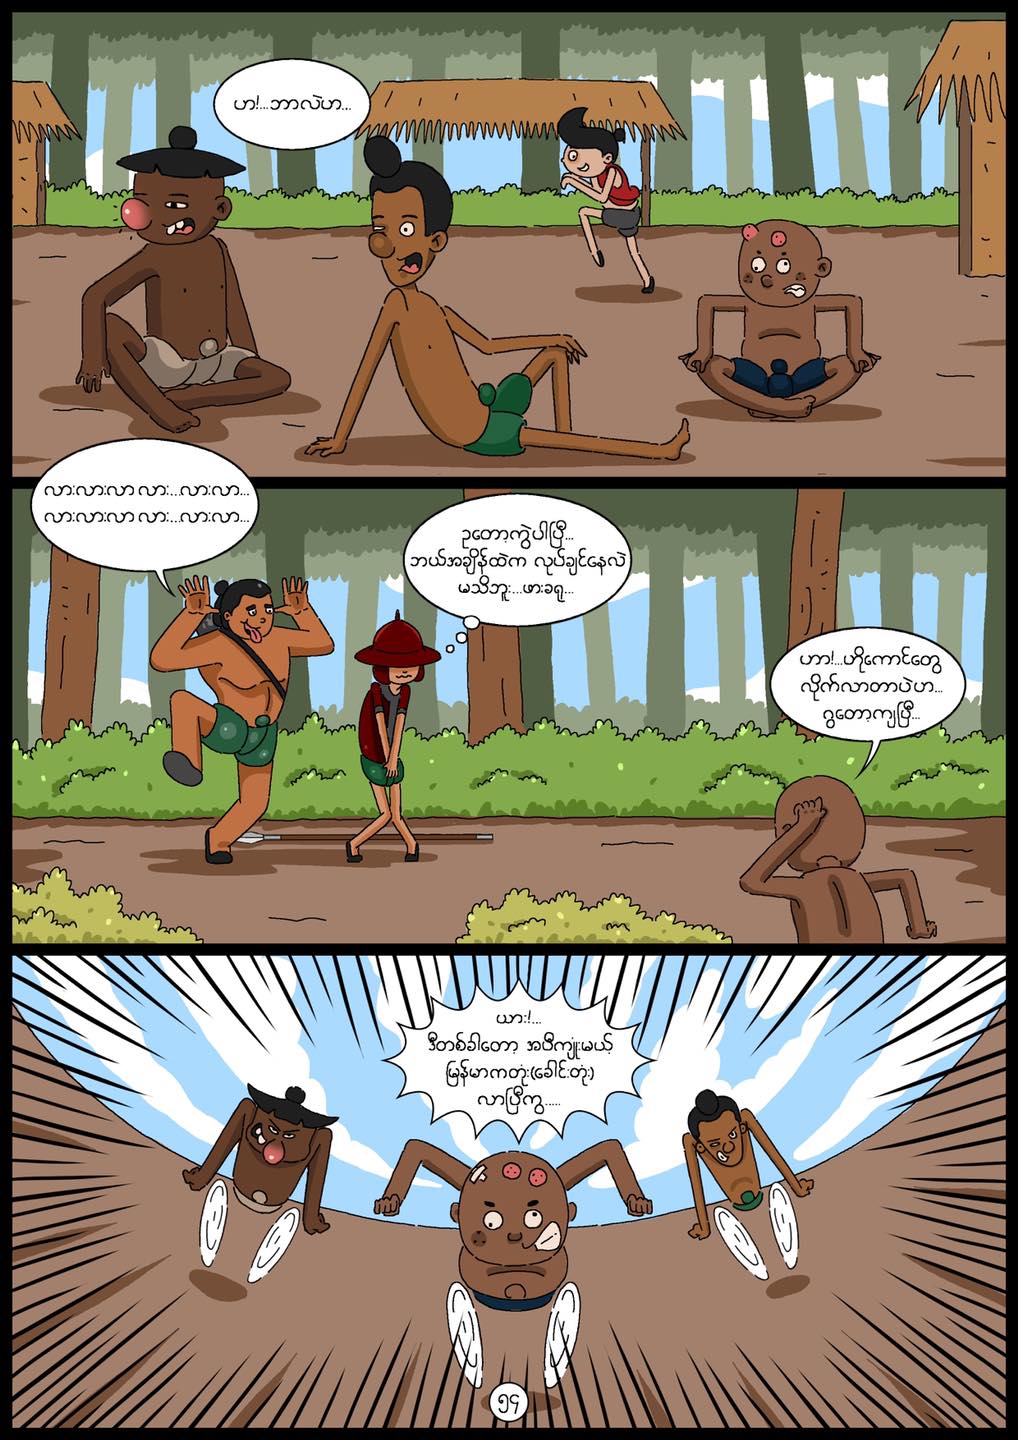 ဟာ!...ဘာလဲဟ...
လားလားလာ လား...လားလာ...
လားလားလာ လား...လားလာ...
ဥတော့ကွဲပါပြီ...
ဘယ်အချိန်ထဲက လုပ်ချင်နေလဲ
မသိဘူး...ဖားခရု...
ဟာ!...ဟိုကောင်တွေ
လိုက်လာတာပဲဟ...
ဂွတော့ကျပြီ...
ယား!...
ဒီတစ်ခါတော့ အပီကျုံးမယ့်
မြန်မာကတုံး(ခေါင်းတုံး)
လာပြီကွ.....
၅၄